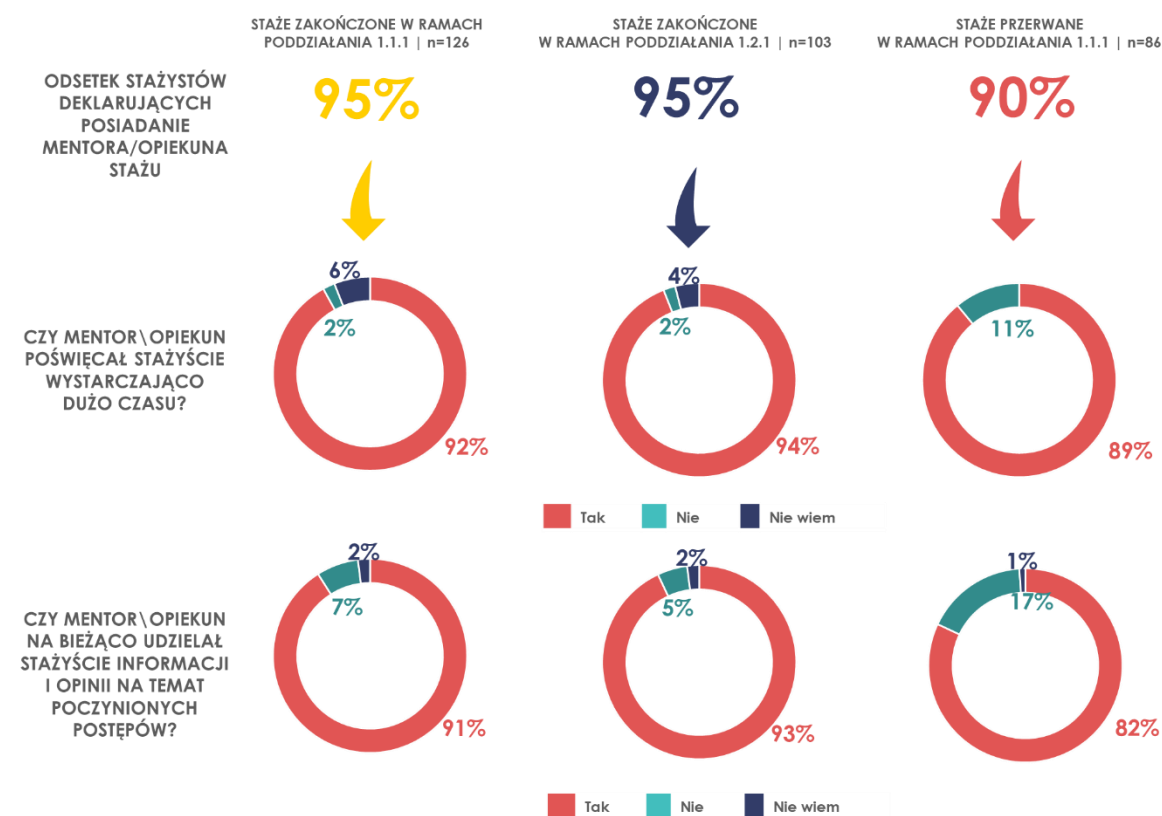 STAŻE ZAKOŃCZONE W RAMACH
PODDZIAŁANIA 1.1.1 | n=126
STAŻE ZAKOŃCZONE
W RAMACH PODDZIAŁANIA 1.2.1 | n=103
STAŻE PRZERWANE
W RAMACH PODDZIAŁANIA 1.1.1 | n=86
ODSETEK STAŻYSTÓW
DEKLARUJĄCYCH
POSIADANIE
MENTORA/OPIEKUNA
STAŻU
95%
95%
90%
CZY MENTOR\OPIEKUN
POŚWIĘCAŁ STAŻYŚCIE
WYSTARCZAJĄCO
DUŻO CZASU?
6%
2%
92%
4%
2%
94%
11%
89%
Tak
Nie
Nie wiem
CZY MENTOR\OPIEKUN
NA BIEŻĄCO UDZIELAŁ
STAŻYŚCIE INFORMACJI
I OPINII NA TEMAT
POCZYNIONYCH
POSTĘPÓW?
2%
7%
91%
2%
5%
93%
1%
17%
82%
Tak
Nie
Nie wiem